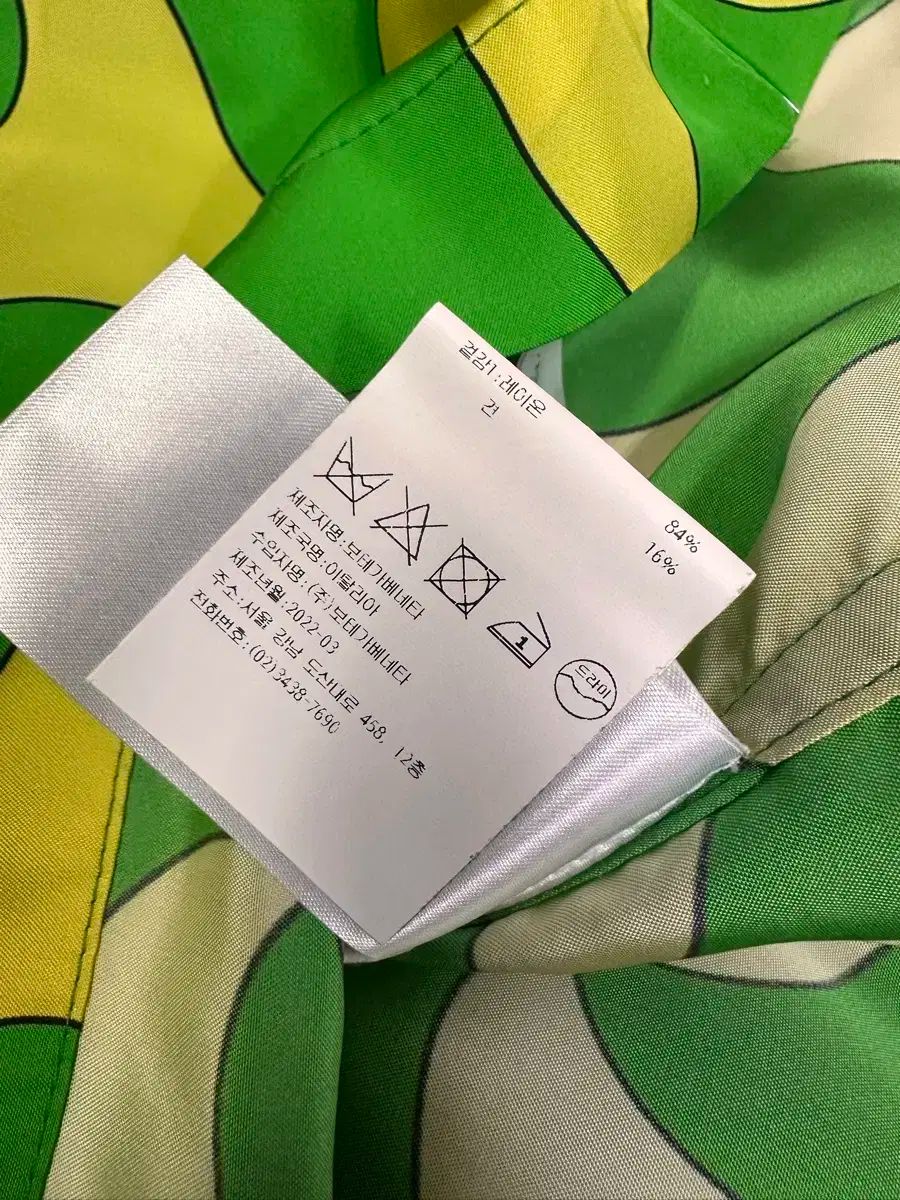 겉감1:레이온 84%
견 16%
1
드라이
제조자명:보테가베네타
제조국명:이탈리아
수입자명:(주)보테가베네타
제조년월:2022-03
주소:서울 강남 도산대로 458, 12층
전화번호:(02)3438-7690